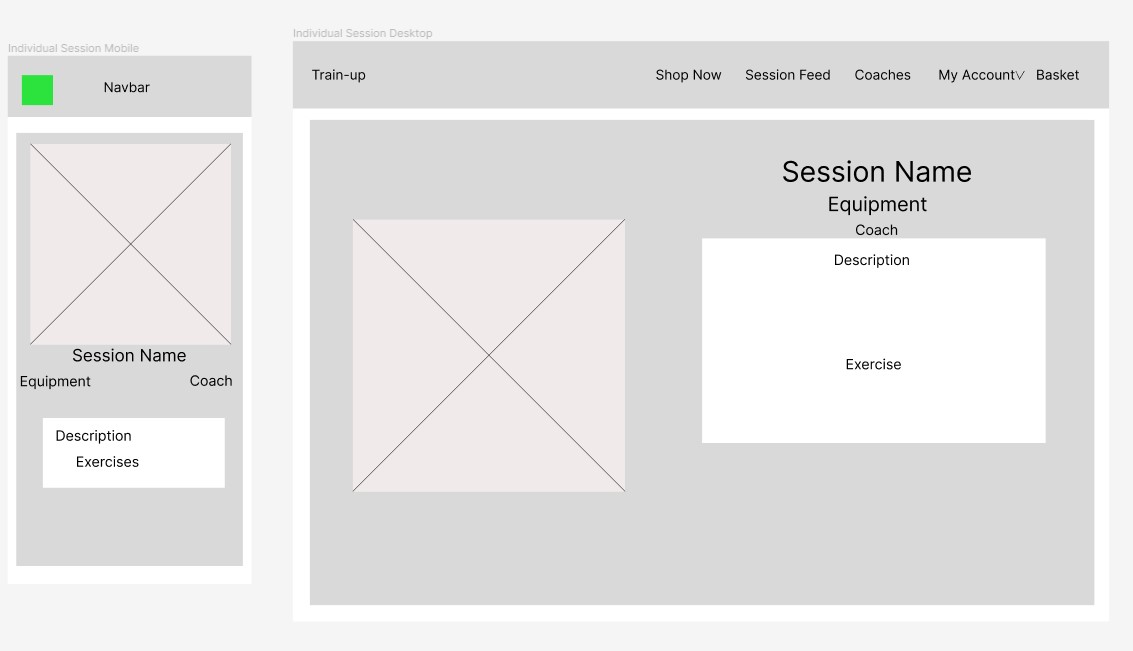 Individual Session Mobile
Navbar
Session Name
Equipment Coach
Description
Exercises
Individual Session Desktop
Train-up Shop Now Session Feed Coaches My Account Basket
Session Name
Equipment
Coach
Description
Exercise